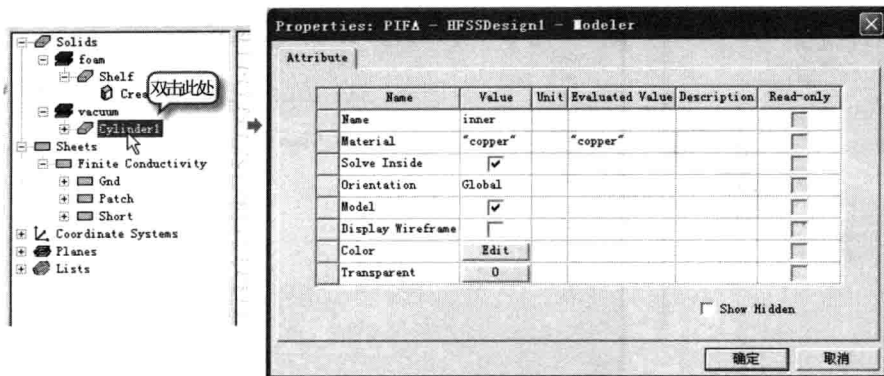 Solids
foam
Shelf
Crea
双击此处
vacuum
Cylinder1
Sheets
Finite Conductivity
Gnd
Patch
Short
Coordinate Systems
Planes
Lists
Properties: PIFA - HFSSDesign1 - Modeler
Attribute
Name Value Unit Evaluated Value Description Read-only
Name inner
Material "copper" "copper"
Solve Inside
Orientation Global
Model
Display Wireframe
Color Edit
Transparent 0
Show Hidden
确定 取消